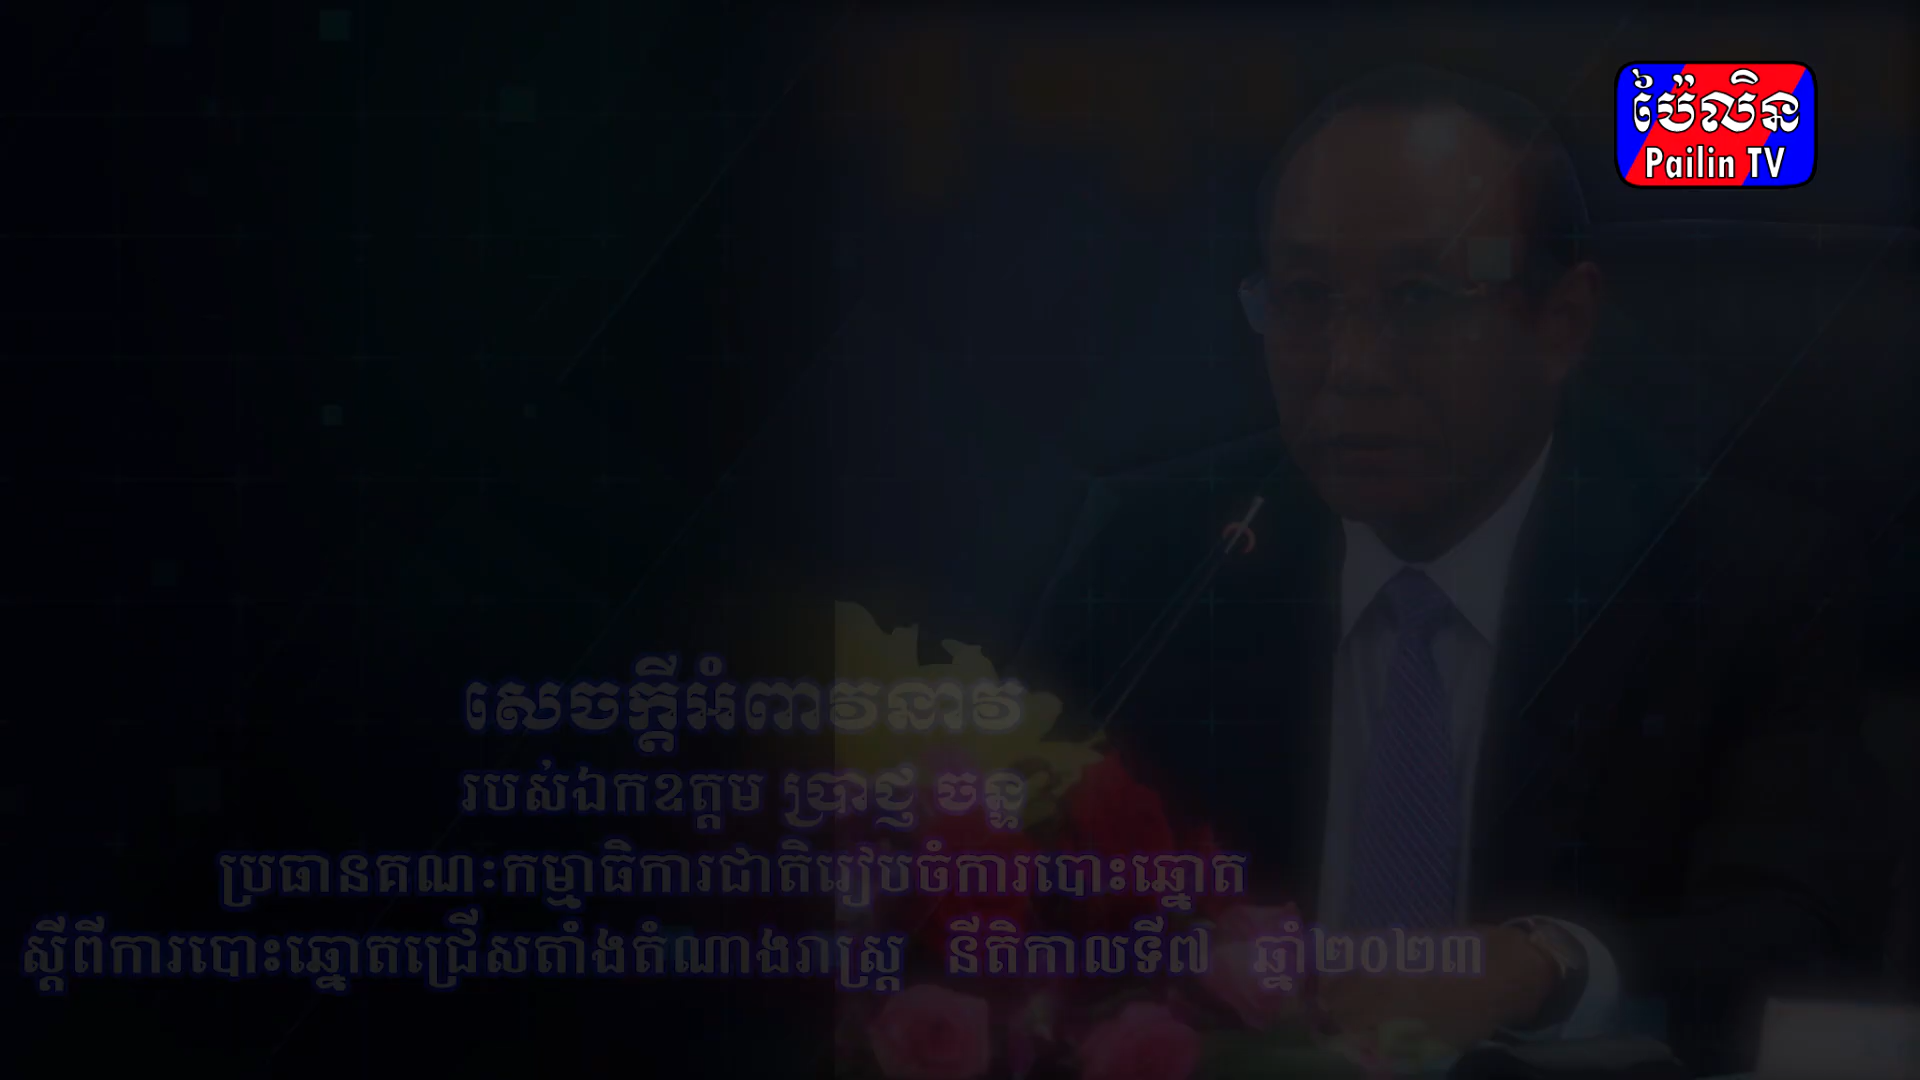 ប៉ៃលិន
Pailin TV
សេចក្តីអំពាវនាវ
របស់ឯកឧត្តម ប្រាជ្ញ ចន្ទ
ប្រធានគណៈកម្មាធិការជាតិរៀបចំការបោះឆ្នោត
ស្តីពីការបោះឆ្នោតជ្រើសតាំងតំណាងរាស្ត្រ នីតិកាលទី៧ ឆ្នាំ២០២៣